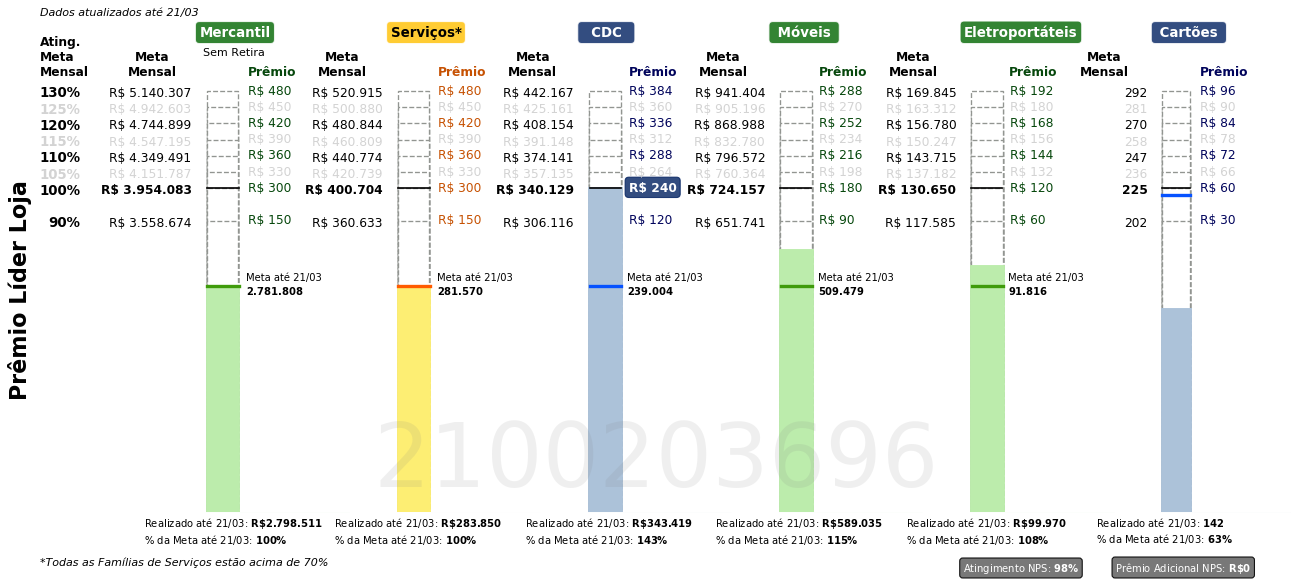 Dados atualizados até 21/03
Mercantil Serviços* CDC Móveis Eletroportáteis Cartões
Sem Retira
Ating. Meta Mensal Meta Mensal Prêmio Meta Mensal Prêmio Meta Mensal Prêmio Meta Mensal Prêmio Meta Mensal Prêmio Meta Mensal Prêmio
130% R$ 5.140.307 R$ 480 R$ 520.915 R$ 480 R$ 442.167 R$ 384 R$ 941.404 R$ 288 R$ 169.845 R$ 192 292 R$ 96
125% R$ 4.942.603 R$ 450 R$ 500.880 R$ 450 R$ 425.161 R$ 360 R$ 905.196 R$ 270 R$ 163.312 R$ 180 281 R$ 90
120% R$ 4.744.899 R$ 420 R$ 480.844 R$ 420 R$ 408.154 R$ 336 R$ 868.988 R$ 252 R$ 156.780 R$ 168 270 R$ 84
115% R$ 4.547.195 R$ 390 R$ 460.809 R$ 390 R$ 391.148 R$ 312 R$ 832.780 R$ 234 R$ 150.247 R$ 156 258 R$ 78
110% R$ 4.349.491 R$ 360 R$ 440.774 R$ 360 R$ 374.141 R$ 288 R$ 796.572 R$ 216 R$ 143.715 R$ 144 247 R$ 72
105% R$ 4.151.787 R$ 330 R$ 420.739 R$ 330 R$ 357.135 R$ 264 R$ 760.364 R$ 198 R$ 137.182 R$ 132 236 R$ 66
100% R$ 3.954.083 R$ 300 R$ 400.704 R$ 300 R$ 340.129 R$ 240 R$ 724.157 R$ 180 R$ 130.650 R$ 120 225 R$ 60
90% R$ 3.558.674 R$ 150 R$ 360.633 R$ 150 R$ 306.116 R$ 120 R$ 651.741 R$ 90 R$ 117.585 R$ 60 202 R$ 30
Prêmio Líder Loja
Meta até 21/03 Meta até 21/03 Meta até 21/03 Meta até 21/03 Meta até 21/03
2.781.808 281.570 239.004 509.479 91.816
2100203696
Realizado até 21/03: R$2.798.511 Realizado até 21/03: R$283.850 Realizado até 21/03: R$343.419 Realizado até 21/03: R$589.035 Realizado até 21/03: R$99.970 Realizado até 21/03: 142
% da Meta até 21/03: 100% % da Meta até 21/03: 100% % da Meta até 21/03: 143% % da Meta até 21/03: 115% % da Meta até 21/03: 108% % da Meta até 21/03: 63%
*Todas as Famílias de Serviços estão acima de 70%
Atingimento NPS: 98% Prêmio Adicional NPS: R$0